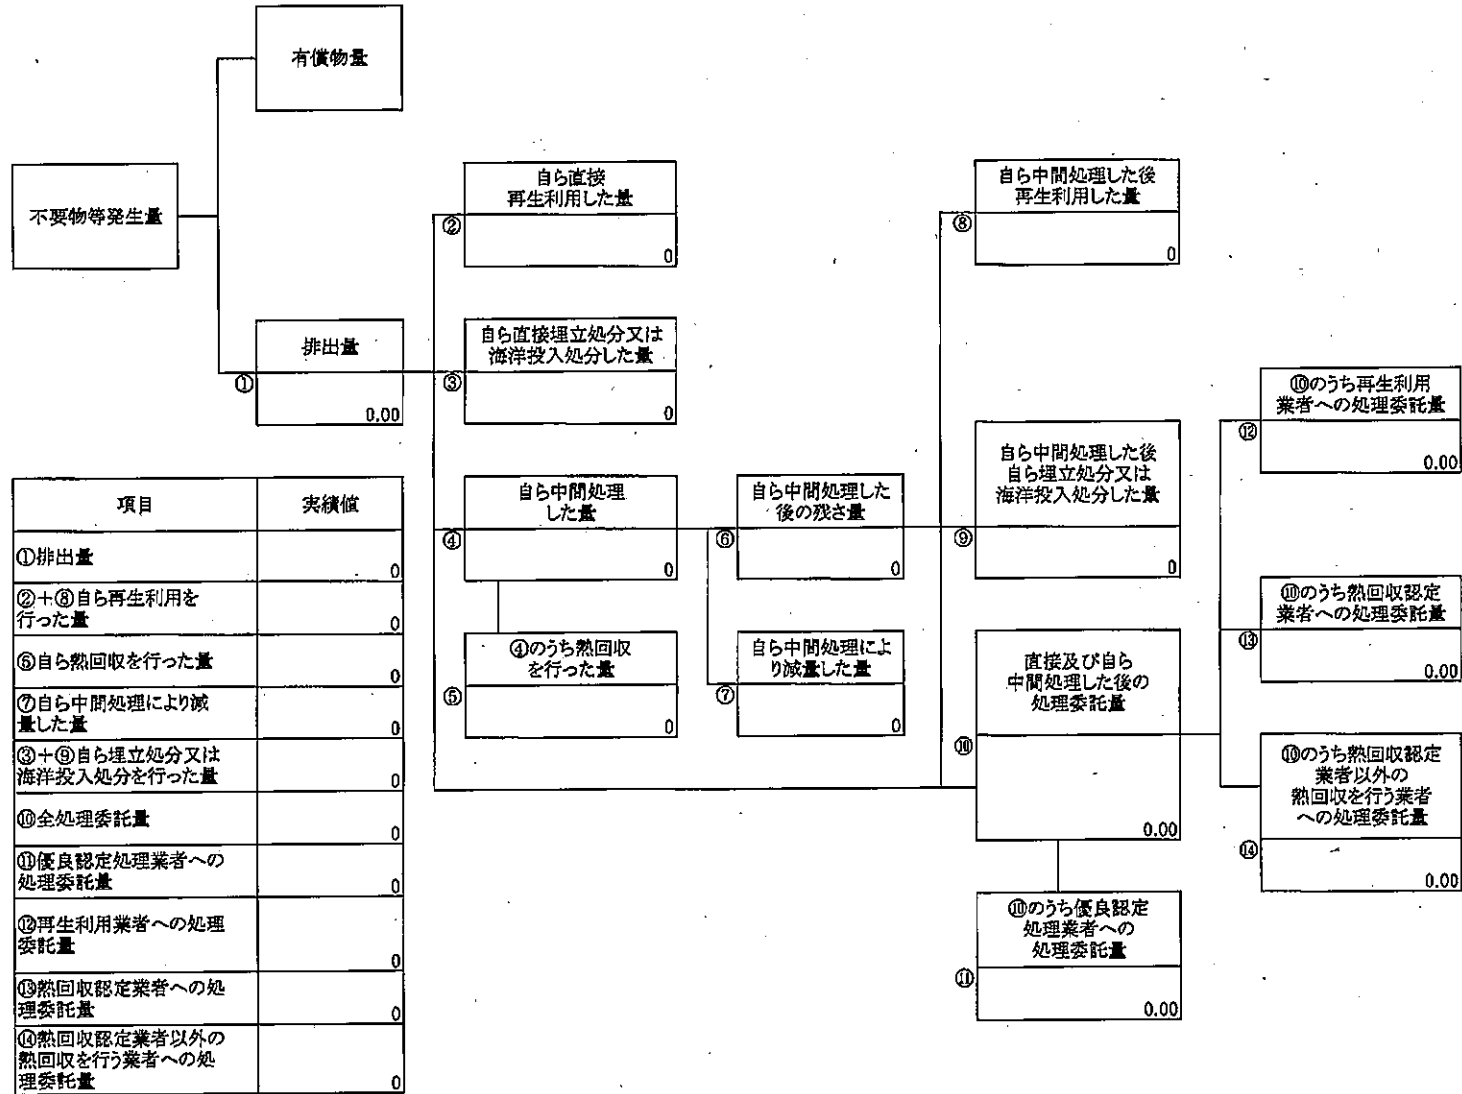 有償物量
不要物等発生量
排出量
①
0.00
自ら直接
再生利用した量
②
0
自ら直接埋立処分又は
海洋投入処分した量
③
0
自ら中間処理
した量
④
0
④のうち熱回収
を行った量
⑤
0
自ら中間処理した
後の残さ量
⑥
0
自ら中間処理によ
り減量した量
⑦
0
自ら中間処理した後
再生利用した量
⑧
0
自ら中間処理した後
自ら埋立処分又は
海洋投入処分した量
⑨
0
直接及び自ら
中間処理した後の
処理委託量
⑩
0.00
⑩のうち優良認定
処理業者への
処理委託量
⑪
0.00
⑩のうち再生利用
業者への処理委託量
⑫
0.00
⑩のうち熱回収認定
業者への処理委託量
⑬
0.00
⑩のうち熱回収認定
業者以外の
熱回収を行う業者
への処理委託量
⑭
0.00
項目 実績値
①排出量
0
②+⑧自ら再生利用を
行った量
0
⑤自ら熱回収を行った量
0
⑦自ら中間処理により減
量した量
0
③+⑨自ら埋立処分又は
海洋投入処分を行った量
0
⑩全処理委託量
0
⑪優良認定処理業者への
処理委託量
0
⑫再生利用業者への処理
委託量
0
⑬熱回収認定業者への処
理委託量
0
⑭熱回収認定業者以外の
熱回収を行う業者への処
理委託量
0